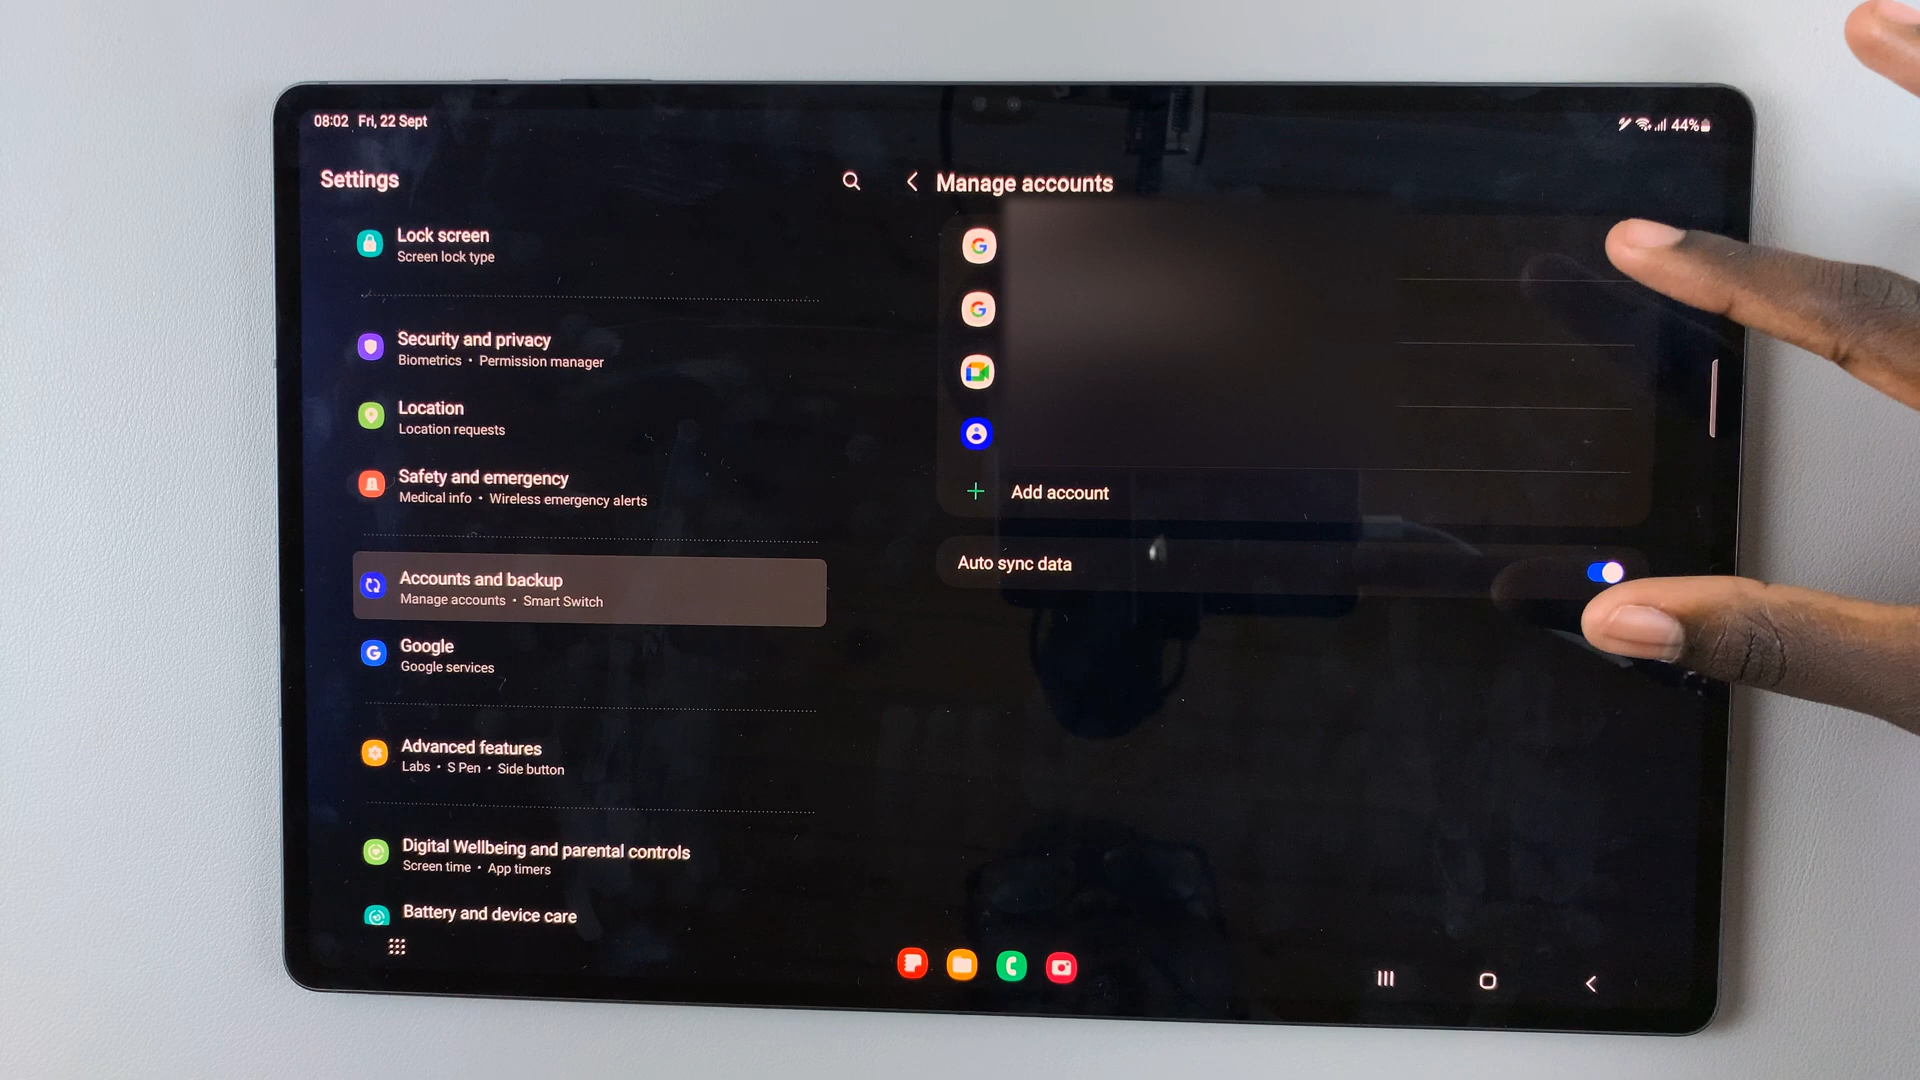 08:02 Fri, 22 Sept
44%
Settings
Lock screen
Screen lock type
Security and privacy
Biometrics • Permission manager
Location
Location requests
Safety and emergency
Medical info • Wireless emergency alerts
Accounts and backup
Manage accounts • Smart Switch
Google
Google services
Advanced features
Labs • S Pen • Side button
Digital Wellbeing and parental controls
Screen time • App timers
Battery and device care
Manage accounts
Add account
Auto sync data